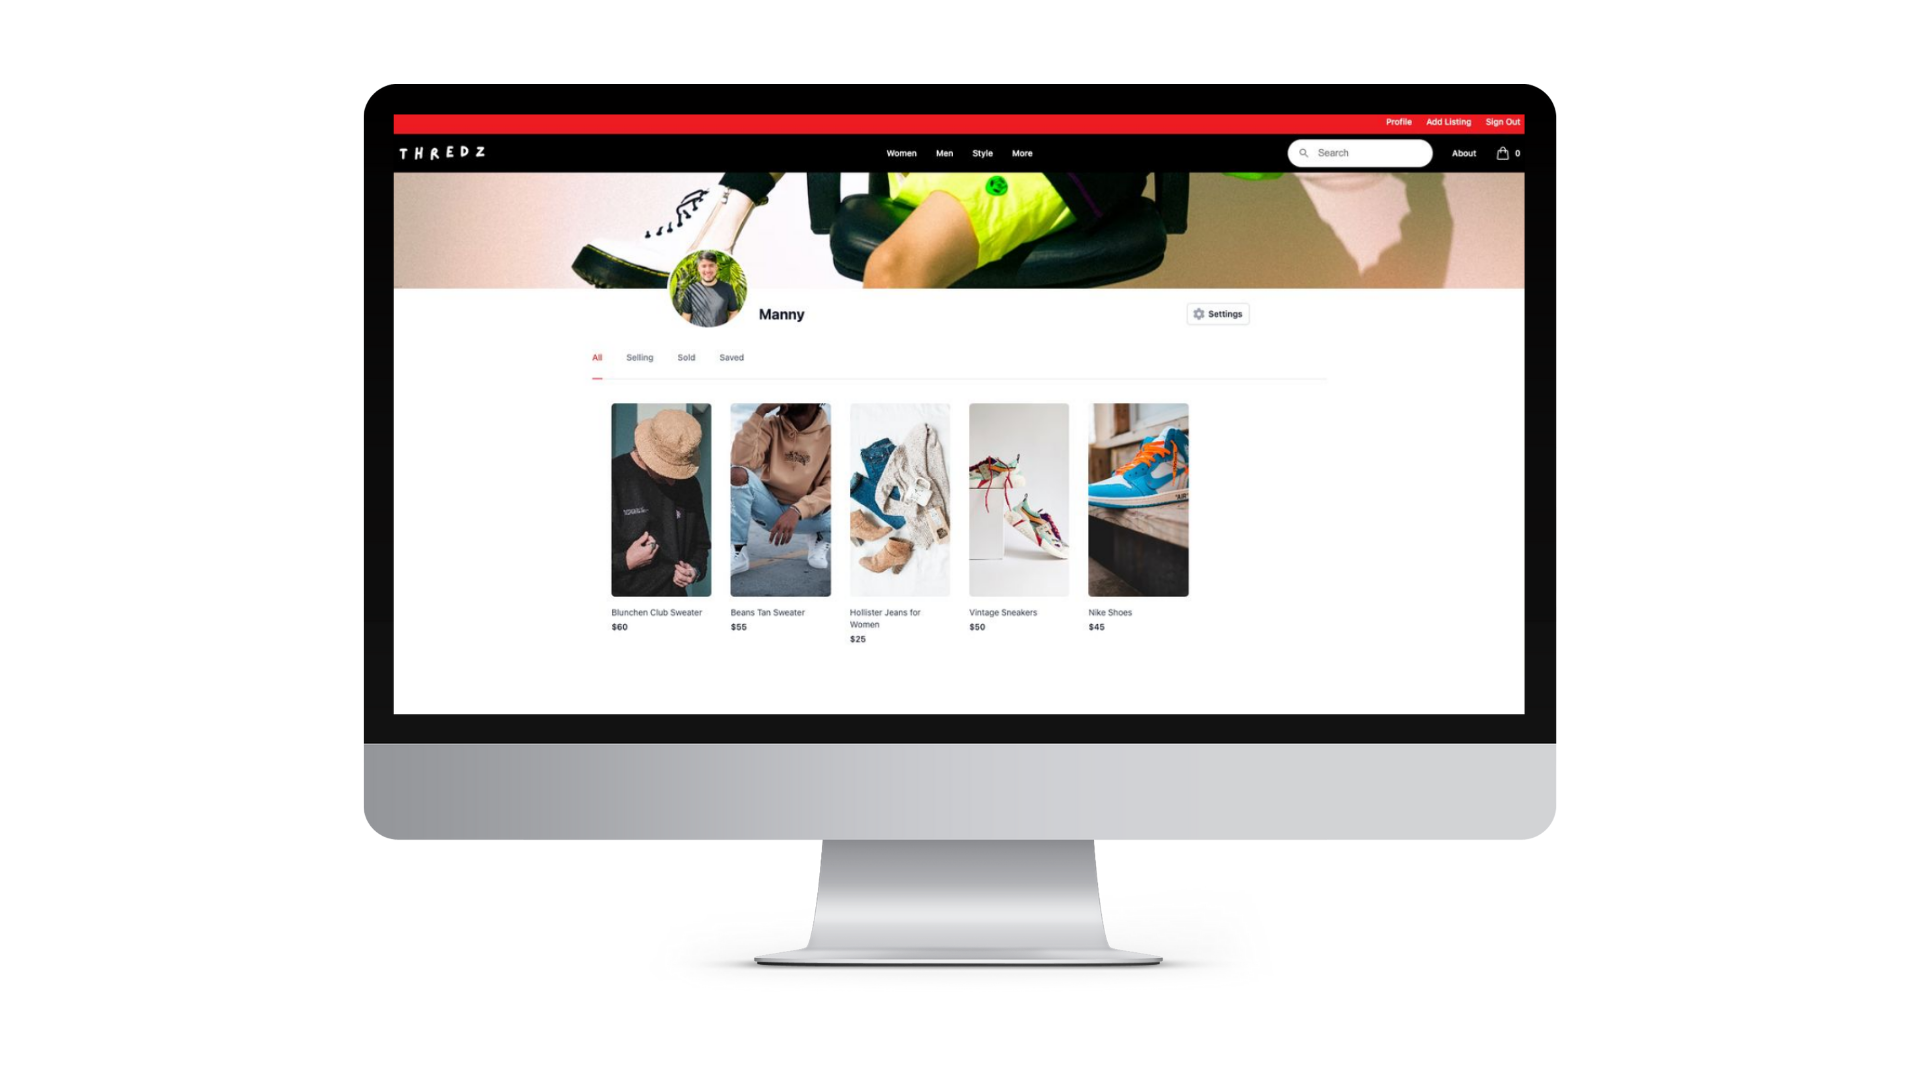 Profile Add Listing Sign Out
THREDZ
Women Men Style More
Search
About
0
Manny
Settings
All Selling Sold Saved
Blunchen Club Sweater
$60
Beans Tan Sweater
$55
Hollister Jeans for
Women
$25
Vintage Sneakers
$50
Nike Shoes
$45
"AIR"